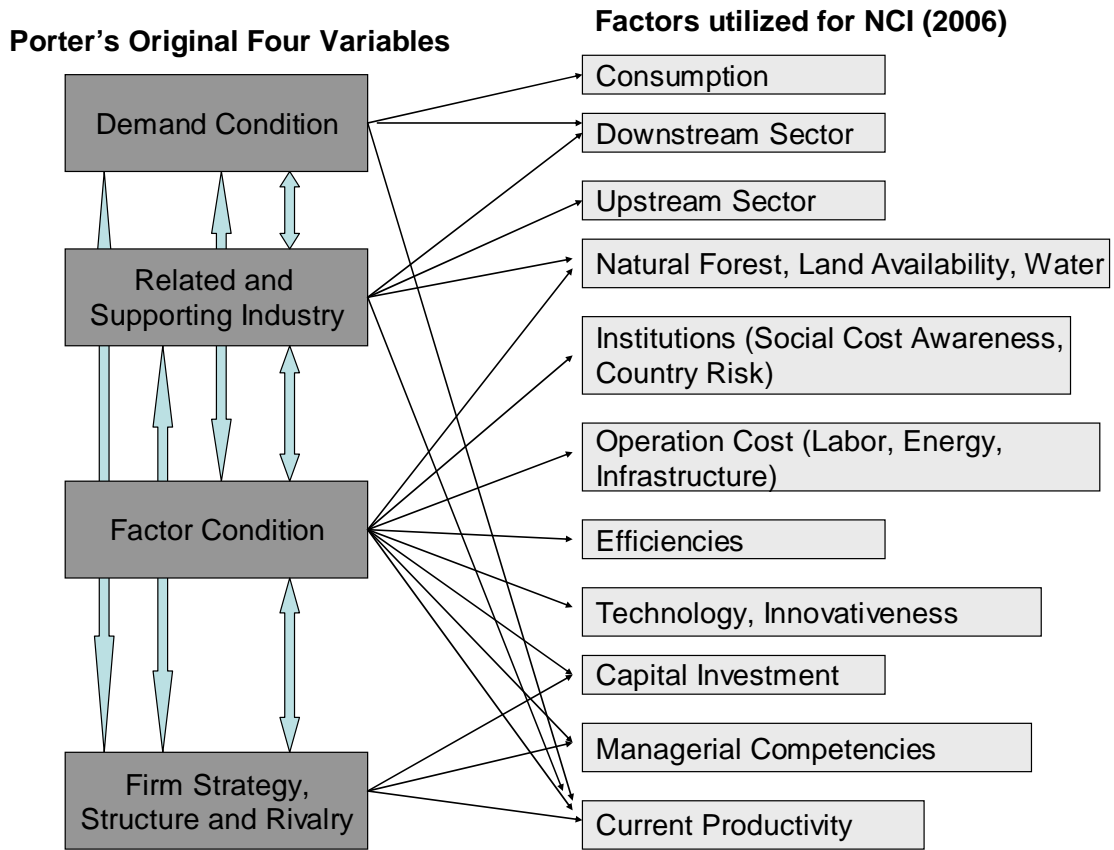 Porter’s Original Four Variables
Demand Condition
Related and
Supporting Industry
Factor Condition
Firm Strategy,
Structure and Rivalry
Factors utilized for NCI (2006)
Consumption
Downstream Sector
Upstream Sector
Natural Forest, Land Availability, Water
Institutions (Social Cost Awareness,
Country Risk)
Operation Cost (Labor, Energy,
Infrastructure)
Efficiencies
Technology, Innovativeness
Capital Investment
Managerial Competencies
Current Productivity